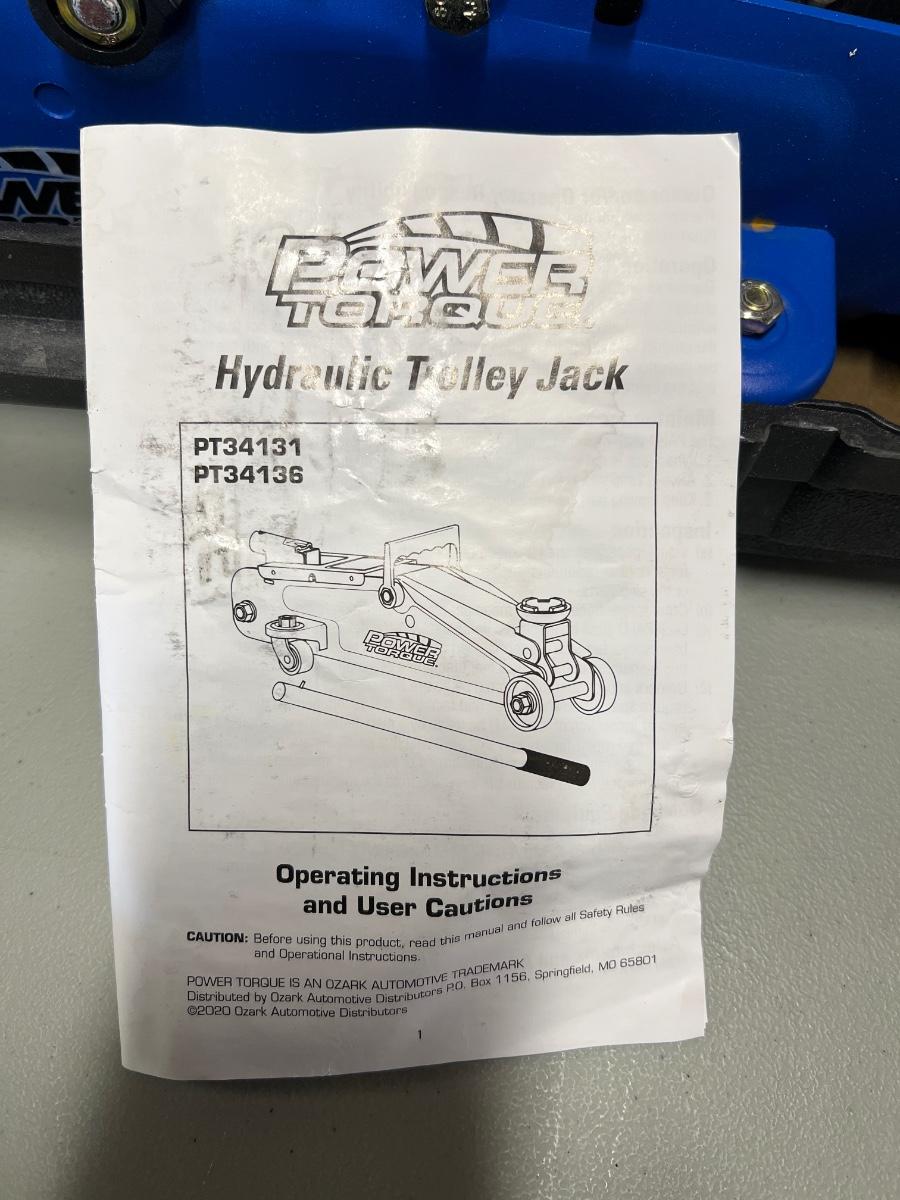 POWER
TORQUE
Hydraulic Trolley Jack
PT34131
PT34136
POWER
TORQUE
Operating Instructions
and User Cautions
CAUTION: Before using this product, read this manual and follow all Safety Rules
and Operational Instructions.
POWER TORQUE IS AN OZARK AUTOMOTIVE TRADEMARK
Distributed by Ozark Automotive Distributors P.O. Box 1156, Springfield, MO 65801
©2020 Ozark Automotive Distributors
1